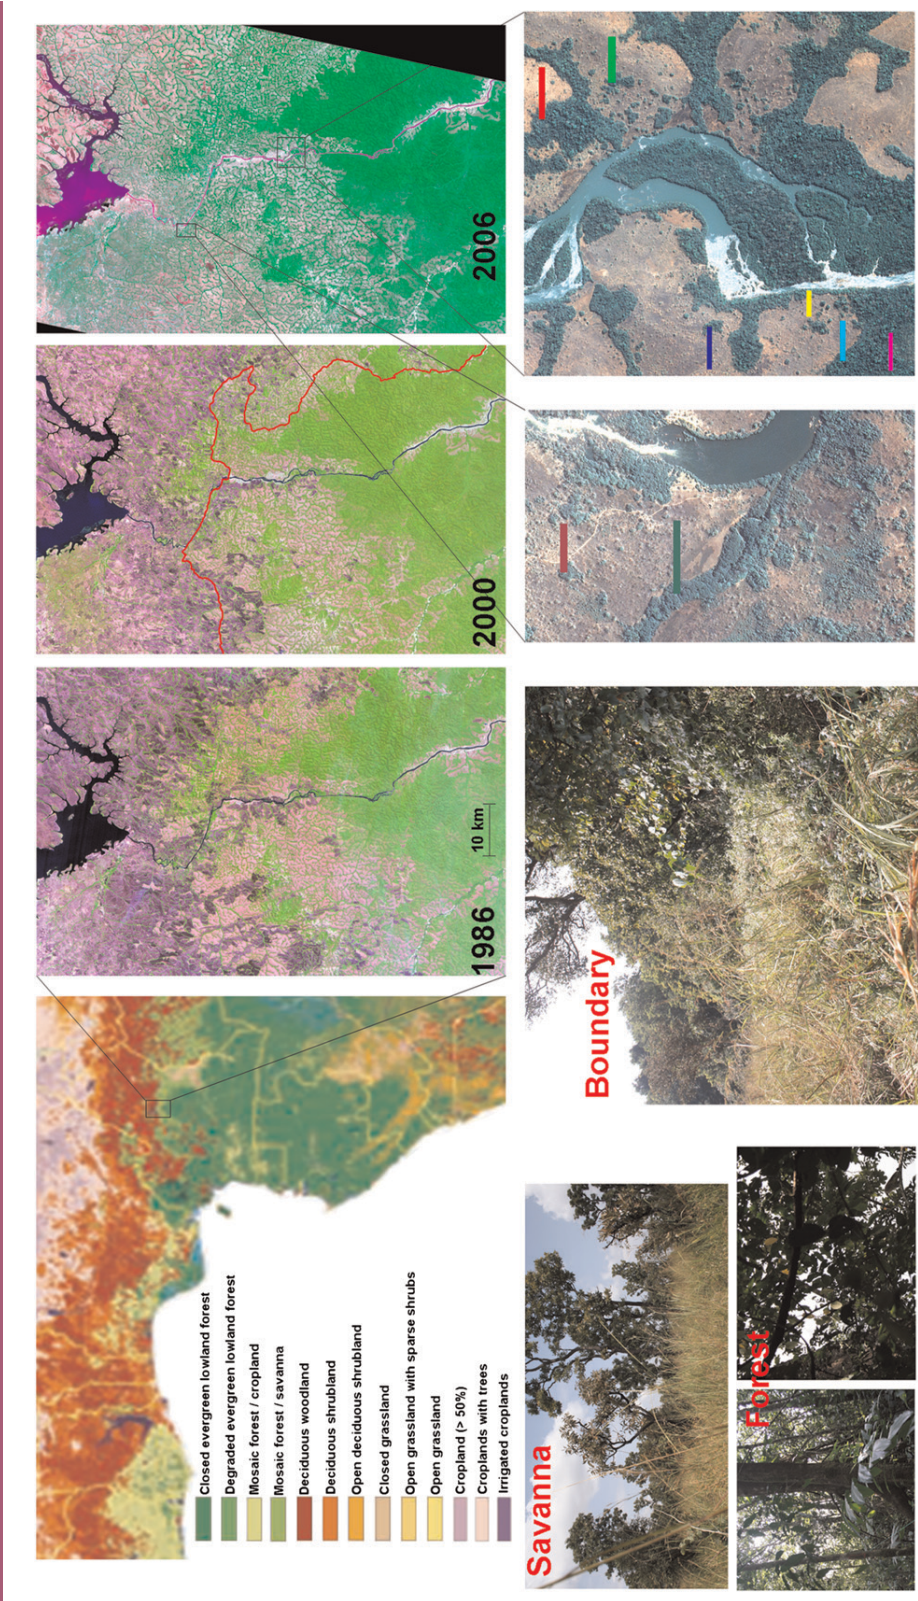 Closed evergreen lowland forest
Degraded evergreen lowland forest
Mosaic forest / cropland
Mosaic forest / savanna
Deciduous woodland
Deciduous shrubland
Open deciduous shrubland
Closed grassland
Open grassland with sparse shrubs
Open grassland
Cropland (> 50%)
Croplands with trees
Irrigated croplands
1986
10 km
2000
2006
Savanna
Forest
Boundary